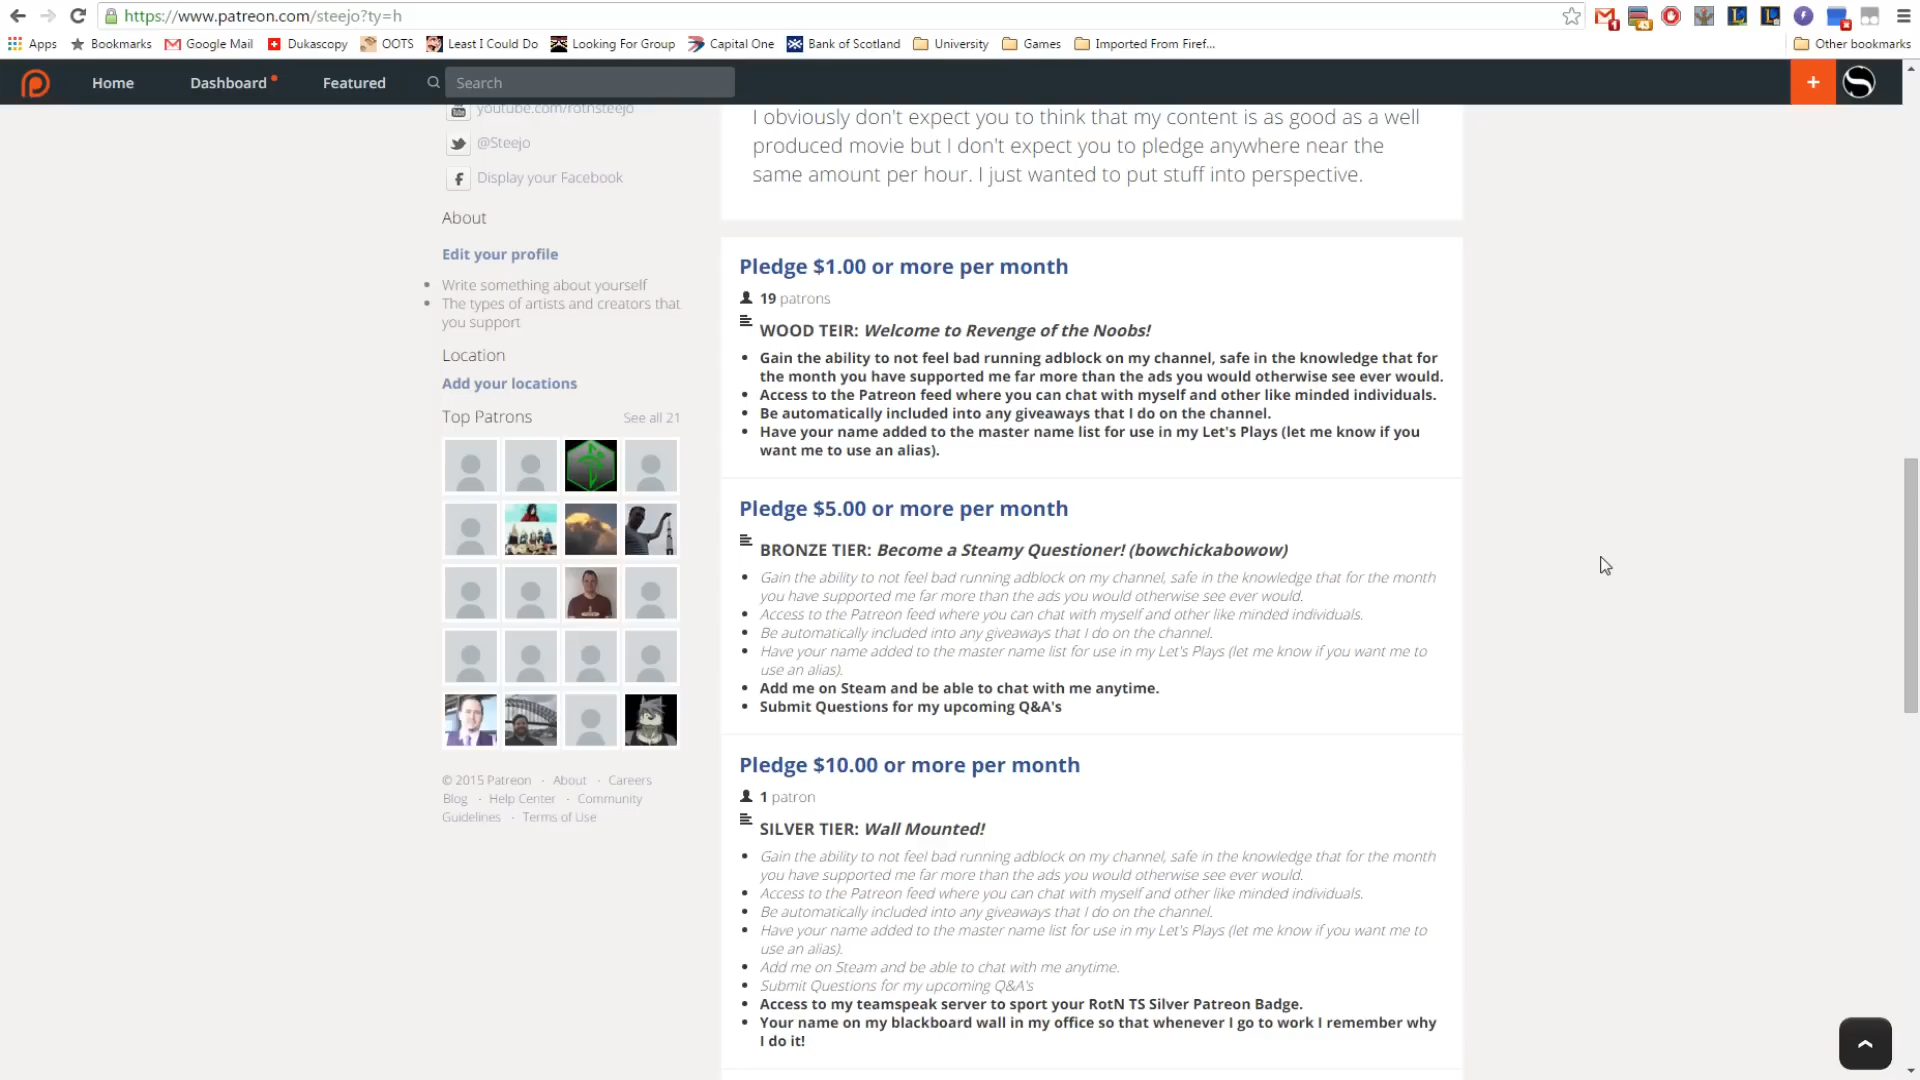 https://www.patreon.com/steejo?ty=h
Apps Bookmarks Google Mail Dukascopy OOTS Least I Could Do Looking For Group Capital One Bank of Scotland University Games Imported From Firef... Other bookmarks
Home Dashboard Featured Search
youtube.com/rothsteejo
@Steejo
Display your Facebook
About
Edit your profile
Write something about yourself
The types of artists and creators that
you support
Location
Add your locations
Top Patrons See all 21
© 2015 Patreon · About · Careers
Blog · Help Center · Community
Guidelines · Terms of Use
I obviously don't expect you to think that my content is as good as a well
produced movie but I don't expect you to pledge anywhere near the
same amount per hour. I just wanted to put stuff into perspective.
Pledge $1.00 or more per month
19 patrons
WOOD TEIR: Welcome to Revenge of the Noobs!
Gain the ability to not feel bad running adblock on my channel, safe in the knowledge that for
the month you have supported me far more than the ads you would otherwise see ever would.
Access to the Patreon feed where you can chat with myself and other like minded individuals.
Be automatically included into any giveaways that I do on the channel.
Have your name added to the master name list for use in my Let's Plays (let me know if you
want me to use an alias).
Pledge $5.00 or more per month
BRONZE TIER: Become a Steamy Questioner! (bowchickabowow)
Gain the ability to not feel bad running adblock on my channel, safe in the knowledge that for the month
you have supported me far more than the ads you would otherwise see ever would.
Access to the Patreon feed where you can chat with myself and other like minded individuals.
Be automatically included into any giveaways that I do on the channel.
Have your name added to the master name list for use in my Let's Plays (let me know if you want me to
use an alias).
Add me on Steam and be able to chat with me anytime.
Submit Questions for my upcoming Q&A's
Pledge $10.00 or more per month
1 patron
SILVER TIER: Wall Mounted!
Gain the ability to not feel bad running adblock on my channel, safe in the knowledge that for the month
you have supported me far more than the ads you would otherwise see ever would.
Access to the Patreon feed where you can chat with myself and other like minded individuals.
Be automatically included into any giveaways that I do on the channel.
Have your name added to the master name list for use in my Let's Plays (let me know if you want me to
use an alias).
Add me on Steam and be able to chat with me anytime.
Submit Questions for my upcoming Q&A's
Access to my teamspeak server to sport your RotN TS Silver Patreon Badge.
Your name on my blackboard wall in my office so that whenever I go to work I remember why
I do it!